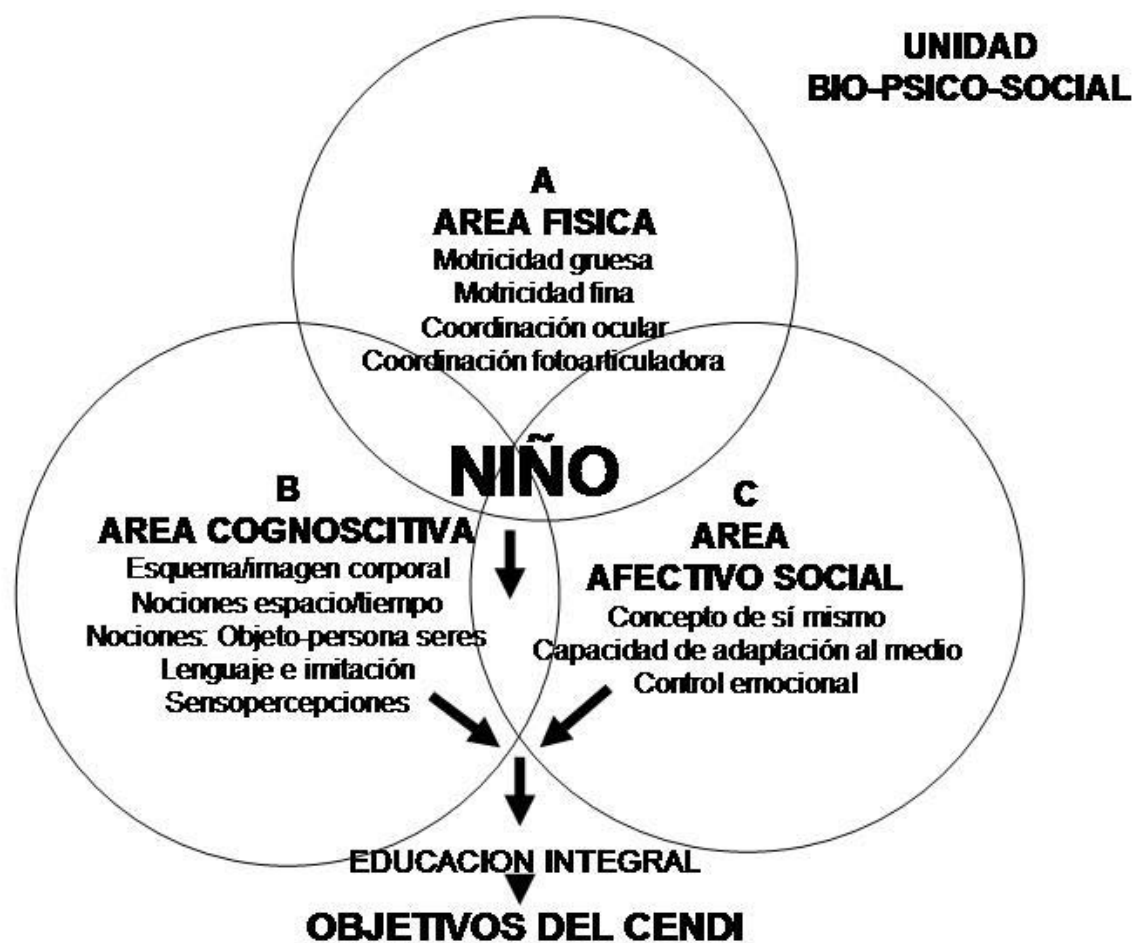 UNIDAD
BIO-PSICO-SOCIAL
A
AREA FISICA
Motricidad gruesa
Motricidad fina
Coordinación ocular
Coordinación fotoarticuladora
NIÑO
B
AREA COGNOSCITIVA
Esquema/imagen corporal
Nociones espacio/tiempo
Nociones: Objeto-persona seres
Lenguaje e imitación
Sensopercepciones
C
AREA
AFECTIVO SOCIAL
Concepto de sí mismo
Capacidad de adaptación al medio
Control emocional
EDUCACION INTEGRAL
OBJETIVOS DEL CENDI